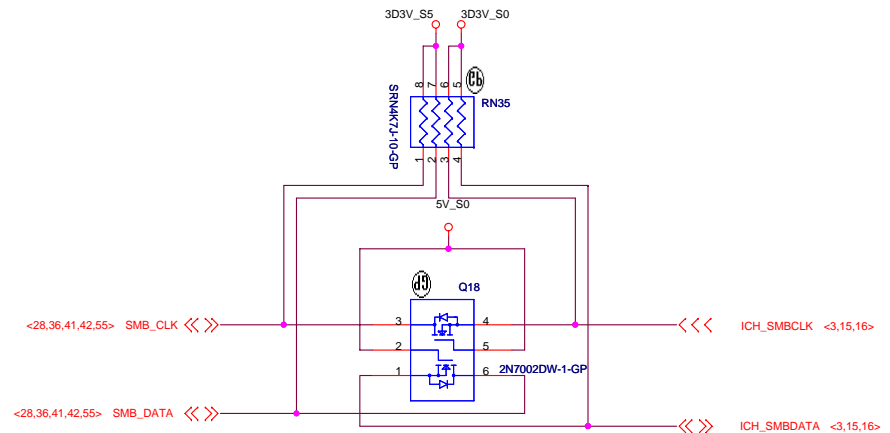 3D3V_S5 3D3V_S0
8 7 6 5
RN35
SRN4K7J-10-GP
1 2 3 4
5V_S0
Q18
<28,36,41,42,55> SMB_CLK
3 4
ICH_SMBCLK <3,15,16>
2 5
2N7002DW-1-GP
1 6
<28,36,41,42,55> SMB_DATA
ICH_SMBDATA <3,15,16>